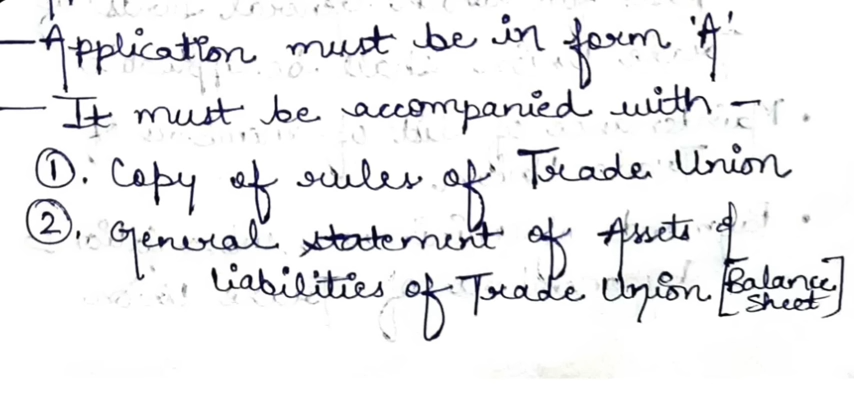 - Application must be in form 'A'
- It must be accompanied with -
①. Copy of rules of Trade Union
②. General statement of Assets &
liabilities of Trade Union [Balance Sheet]